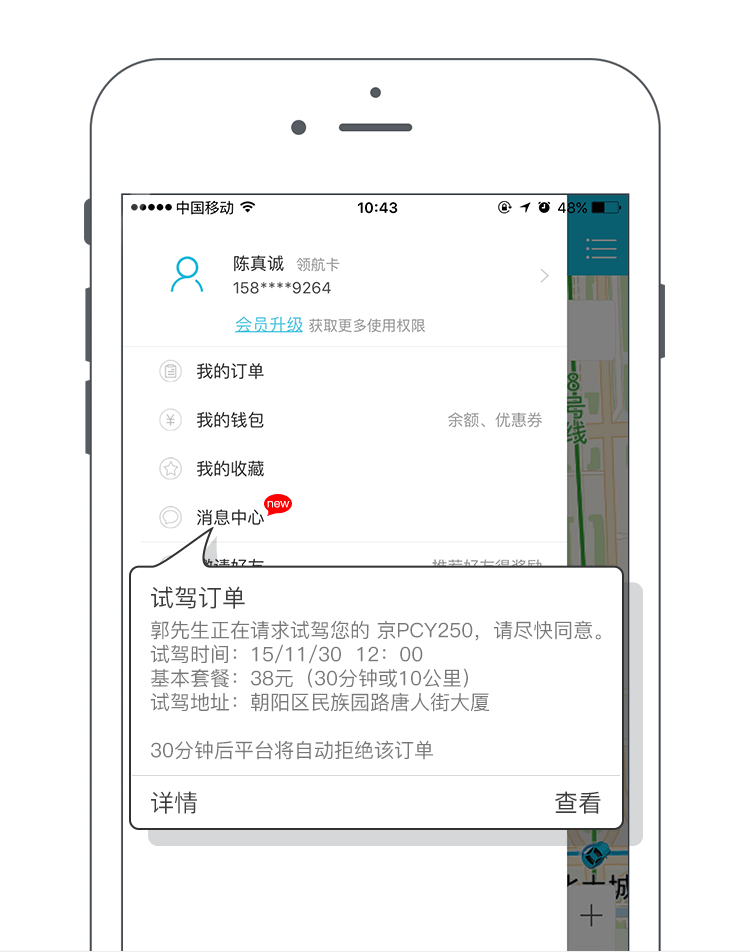 中国移动 10:43 48%
陈真诚 领航卡
158****9264
会员升级 获取更多使用权限
我的订单
我的钱包 余额、优惠券
我的收藏
消息中心 new
邀请好友 推荐好友得奖励
试驾订单
郭先生正在请求试驾您的 京PCY250，请尽快同意。
试驾时间：15/11/30 12：00
基本套餐：38元（30分钟或10公里）
试驾地址：朝阳区民族园路唐人街大厦
30分钟后平台将自动拒绝该订单
详情 查看
8号线